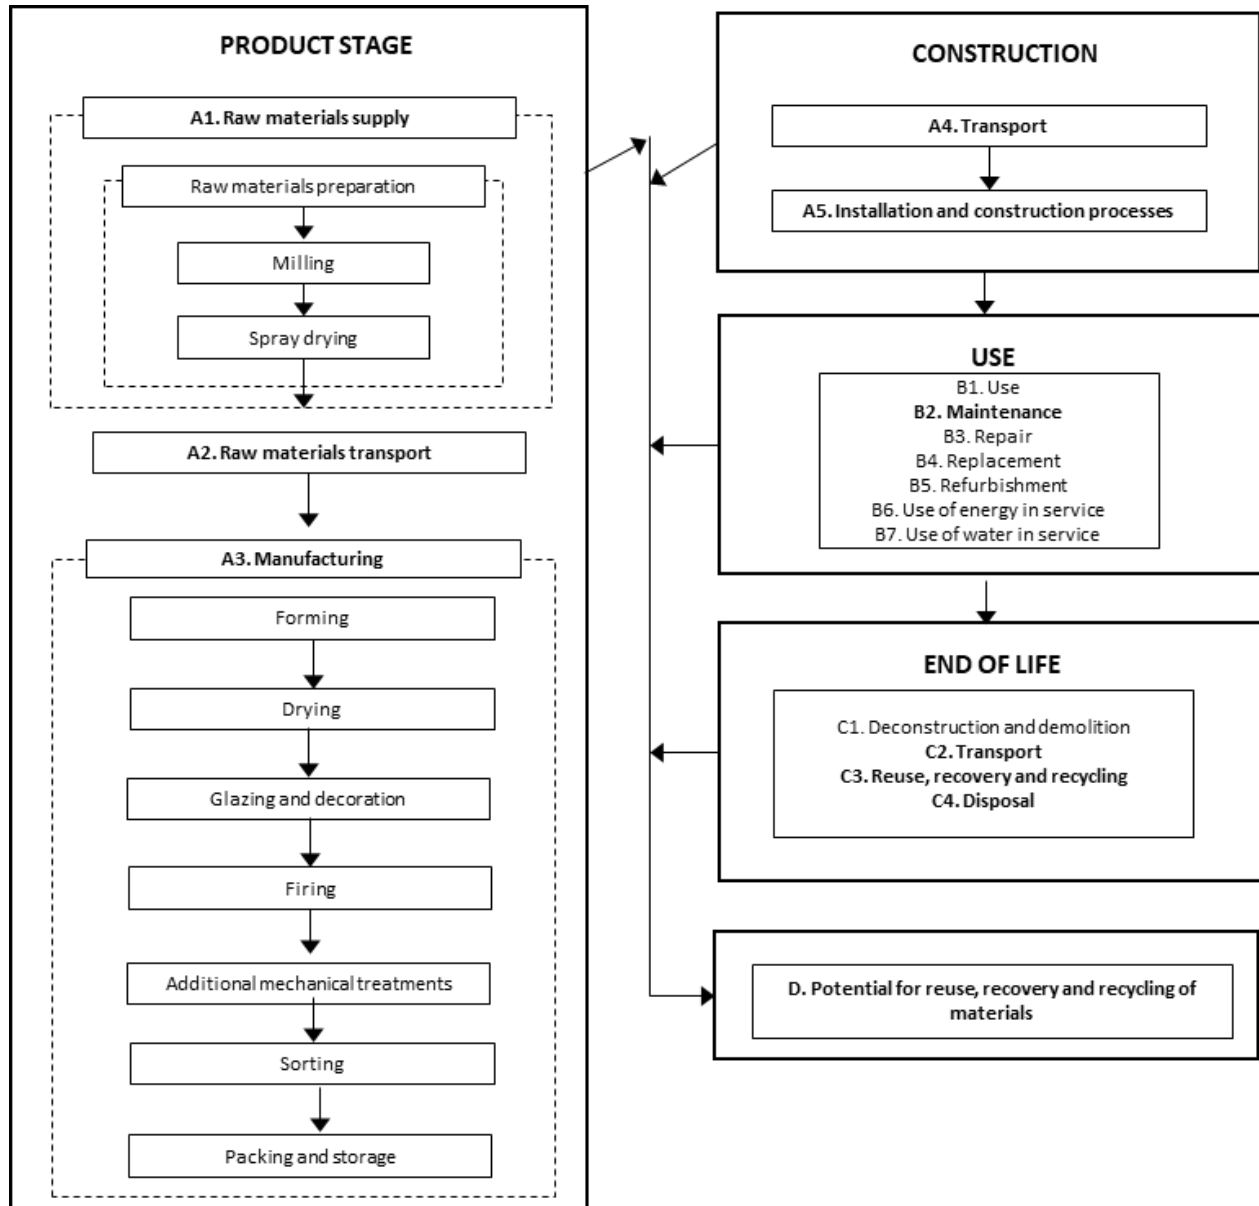 PRODUCT STAGE
A1. Raw materials supply
Raw materials preparation
Milling
Spray drying
A2. Raw materials transport
A3. Manufacturing
Forming
Drying
Glazing and decoration
Firing
Additional mechanical treatments
Sorting
Packing and storage
CONSTRUCTION
A4. Transport
A5. Installation and construction processes
USE
B1. Use
B2. Maintenance
B3. Repair
B4. Replacement
B5. Refurbishment
B6. Use of energy in service
B7. Use of water in service
END OF LIFE
C1. Deconstruction and demolition
C2. Transport
C3. Reuse, recovery and recycling
C4. Disposal
D. Potential for reuse, recovery and recycling of
materials